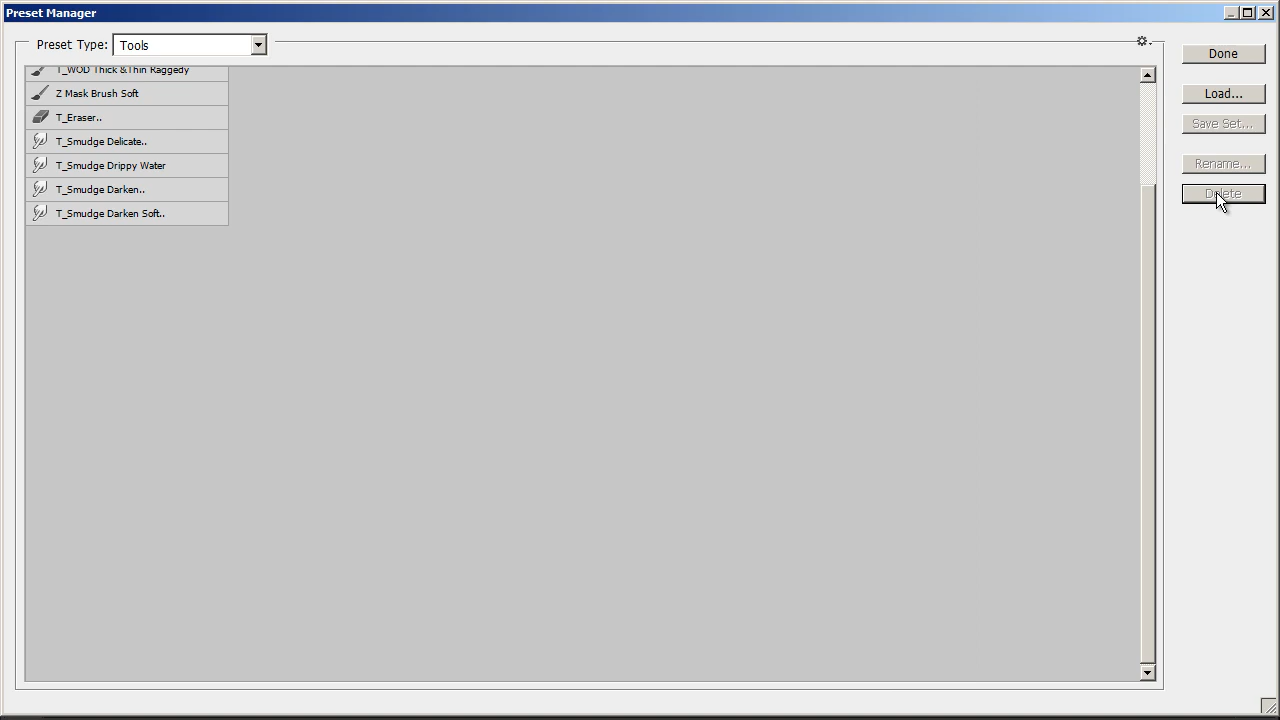 Preset Manager
Preset Type: Tools
Done
T_WOD Thick &Thin Raggedy
Z Mask Brush Soft
Load...
T_Eraser..
Save Set...
T_Smudge Delicate..
T_Smudge Drippy Water
Rename...
T_Smudge Darken..
Delete
T_Smudge Darken Soft..